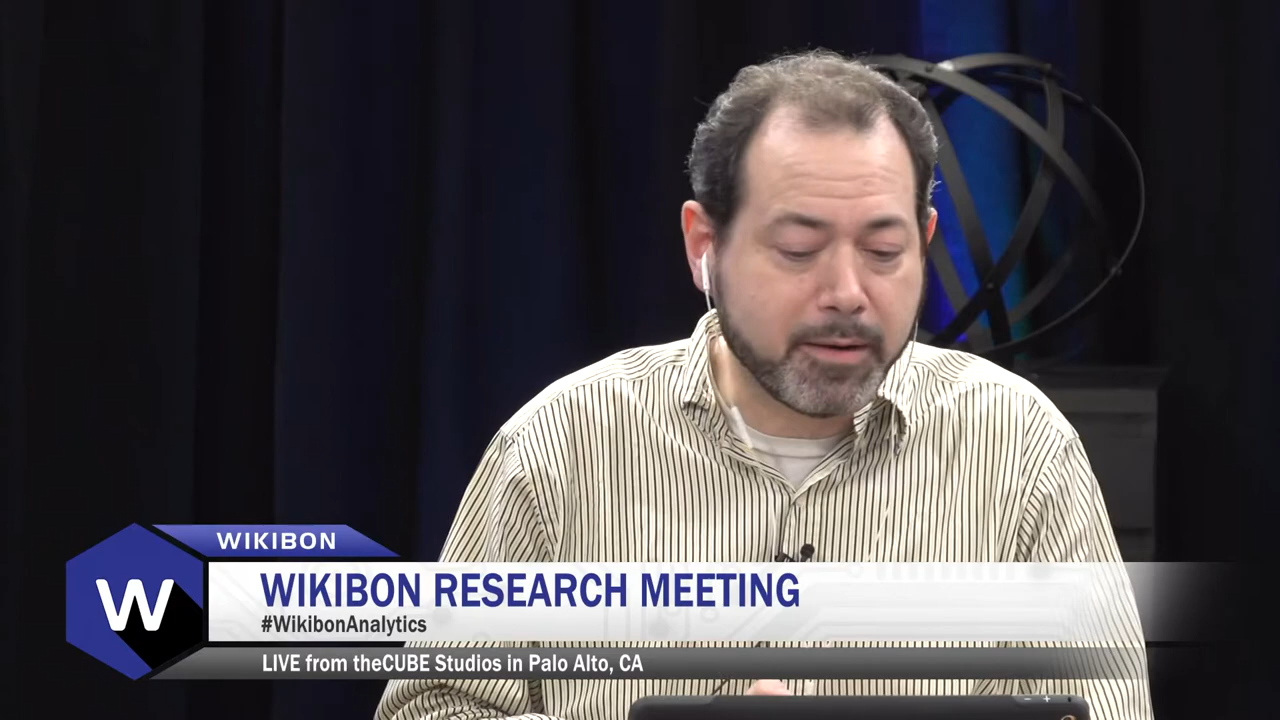 WIKIBON
W
WIKIBON RESEARCH MEETING
#WikibonAnalytics
LIVE from theCUBE Studios in Palo Alto, CA